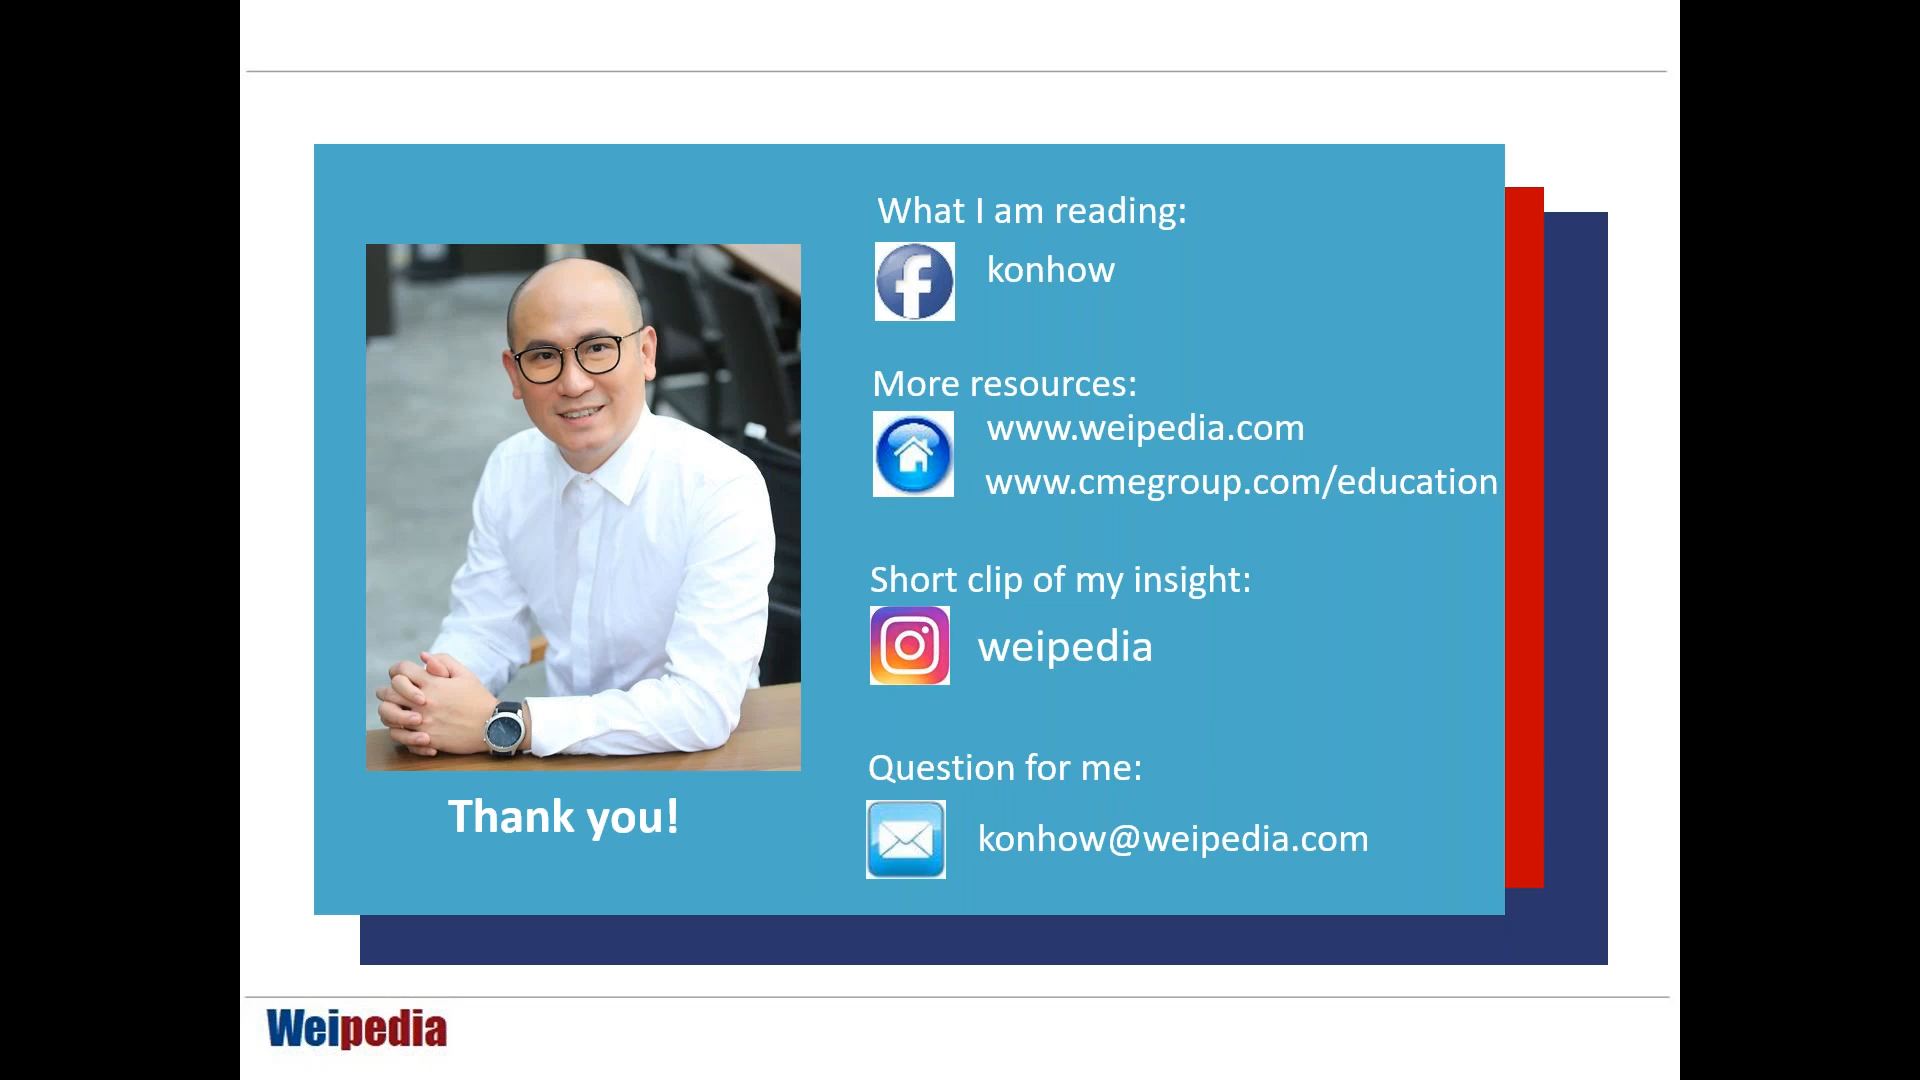 What I am reading:
konhow
More resources:
www.weipedia.com
www.cmegroup.com/education
Short clip of my insight:
weipedia
Question for me:
konhow@weipedia.com
Thank you!
Weipedia